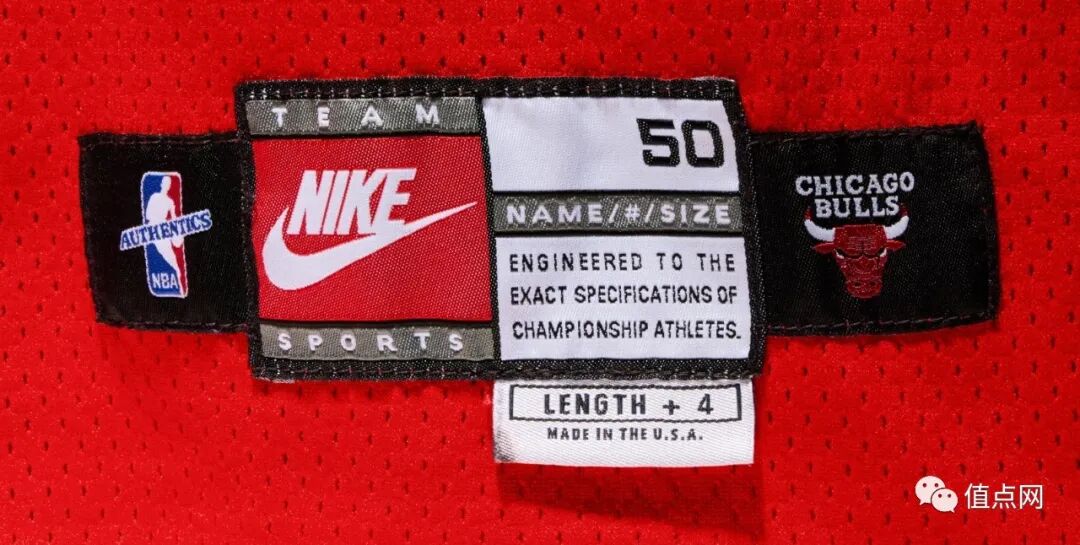 TEAM
NIKE
SPORTS
50
NAME/#/SIZE
ENGINEERED TO THE
EXACT SPECIFICATIONS OF
CHAMPIONSHIP ATHLETES.
LENGTH + 4
MADE IN THE U.S.A.
AUTHENTICS
NBA
CHICAGO
BULLS
值点网